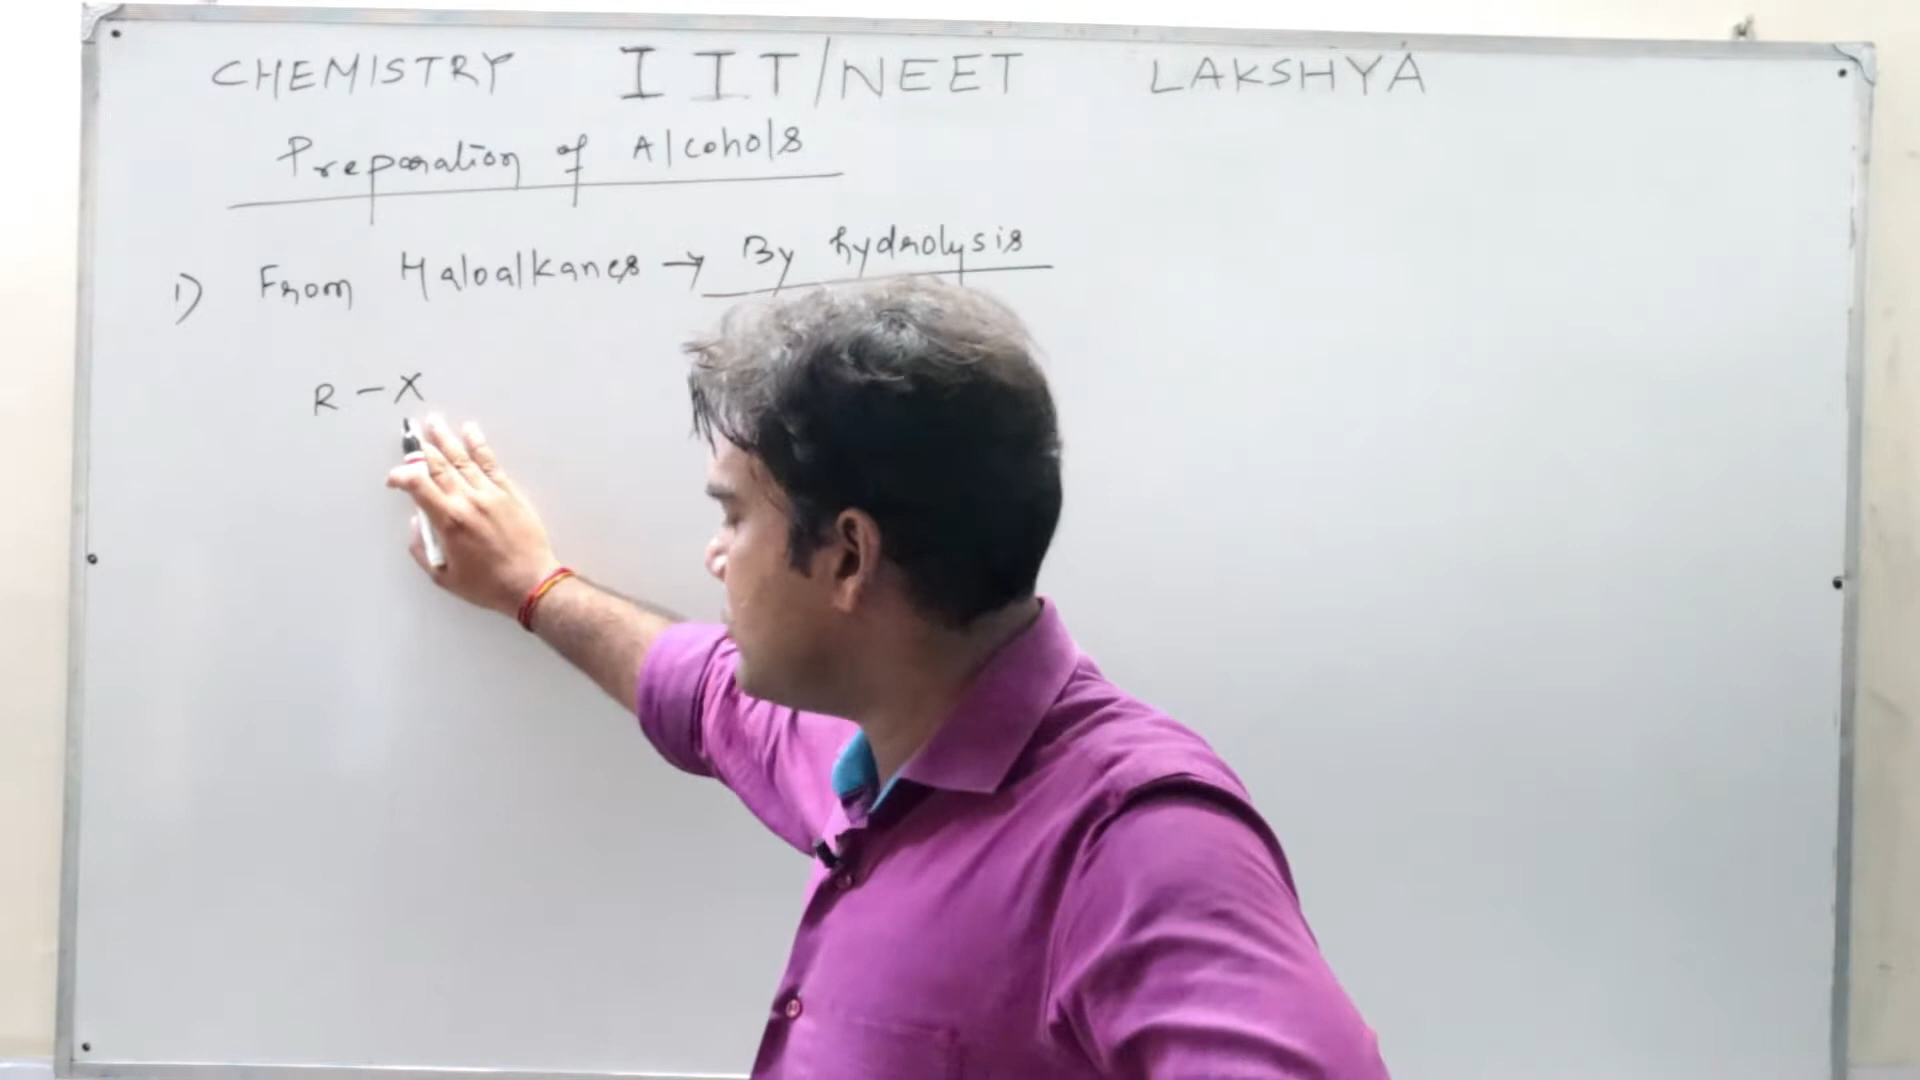 CHEMISTRY IIT/NEET LAKSHYA
Preparation of Alcohols
1) From Haloalkanes → By hydrolysis
R - X